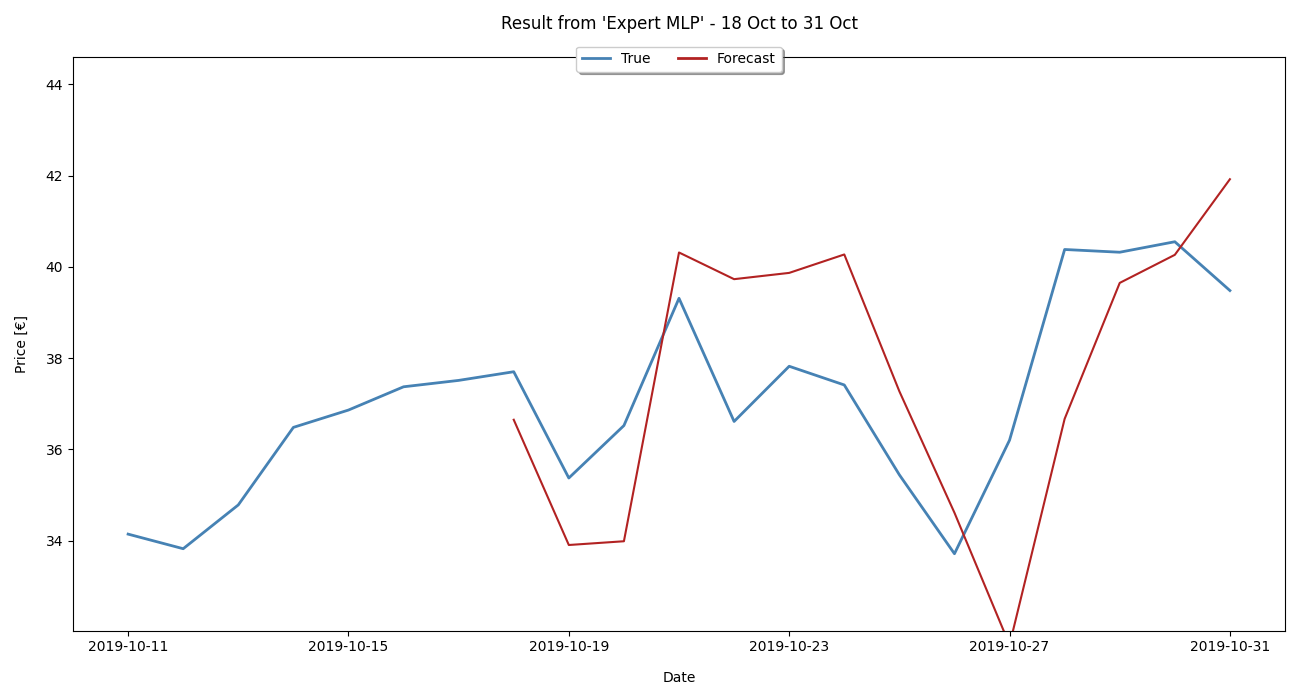 Result from 'Expert MLP' - 18 Oct to 31 Oct
True Forecast
44
42
40
38
36
34
Price [€]
2019-10-11 2019-10-15 2019-10-19 2019-10-23 2019-10-27 2019-10-31
Date